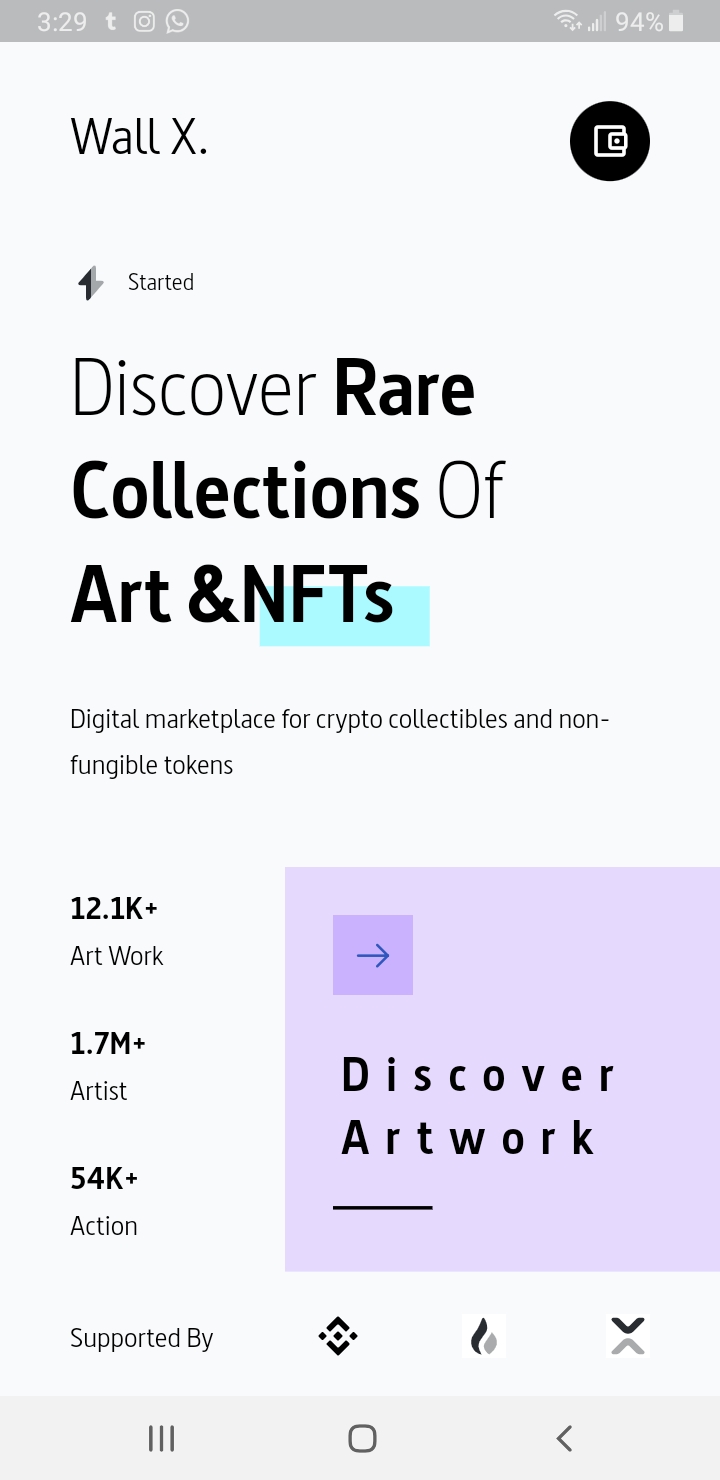 3:29
94%
Wall X.
Started
Discover Rare
Collections Of
Art &NFTs
Digital marketplace for crypto collectibles and non-
fungible tokens
12.1K+
Art Work
1.7M+
Artist
54K+
Action
Discover
Artwork
Supported By